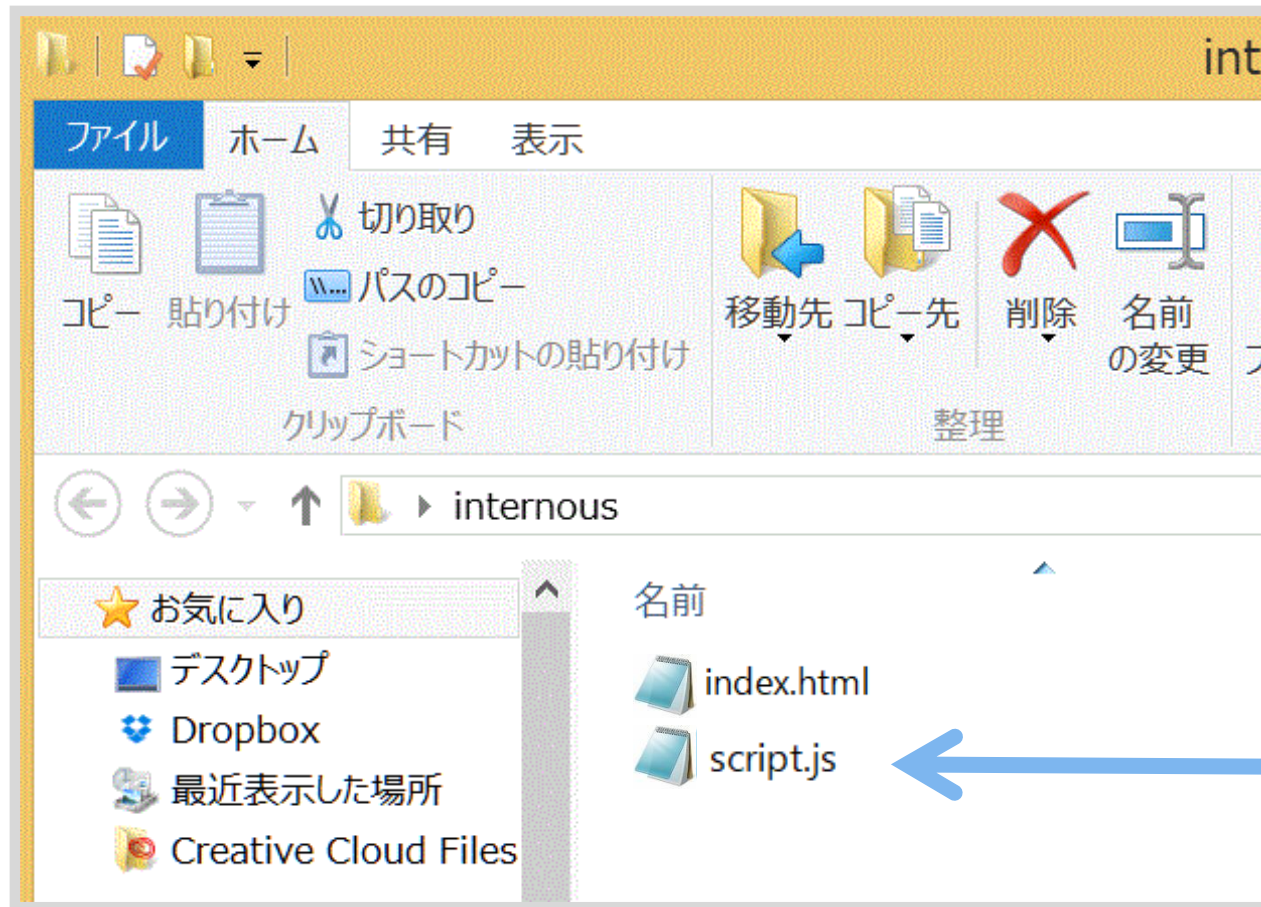 int
ファイル ホーム 共有 表示
切り取り
パスのコピー
コピー 貼り付け
ショートカットの貼り付け
移動先 コピー先 削除 名前
の変更
クリップボード 整理
internous
お気に入り
デスクトップ
Dropbox
最近表示した場所
Creative Cloud Files
名前
index.html
script.js